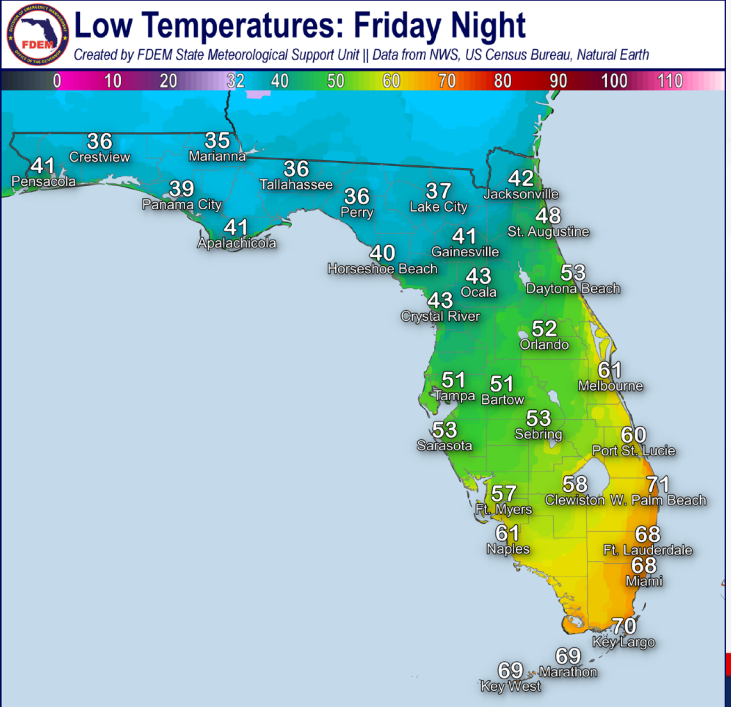 DIVISION OF EMERGENCY MANAGEMENT
FDEM
Low Temperatures: Friday Night
Created by FDEM State Meteorological Support Unit || Data from NWS, US Census Bureau, Natural Earth
0 10 20 32 40 50 60 70 80 90 100 110
36
Crestview
35
Marianna
41
Pensacola
36
Tallahassee
39
Panama City
36
Perry
37
Lake City
42
Jacksonville
48
St. Augustine
41
Apalachicola
41
Gainesville
40
Horseshoe Beach
43
Ocala
53
Daytona Beach
43
Crystal River
52
Orlando
61
Melbourne
51
Tampa
51
Bartow
53
Sarasota
53
Sebring
60
Port St. Lucie
57
Ft. Myers
58
Clewiston
71
W. Palm Beach
61
Naples
68
Ft. Lauderdale
68
Miami
70
Key Largo
69
Marathon
69
Key West